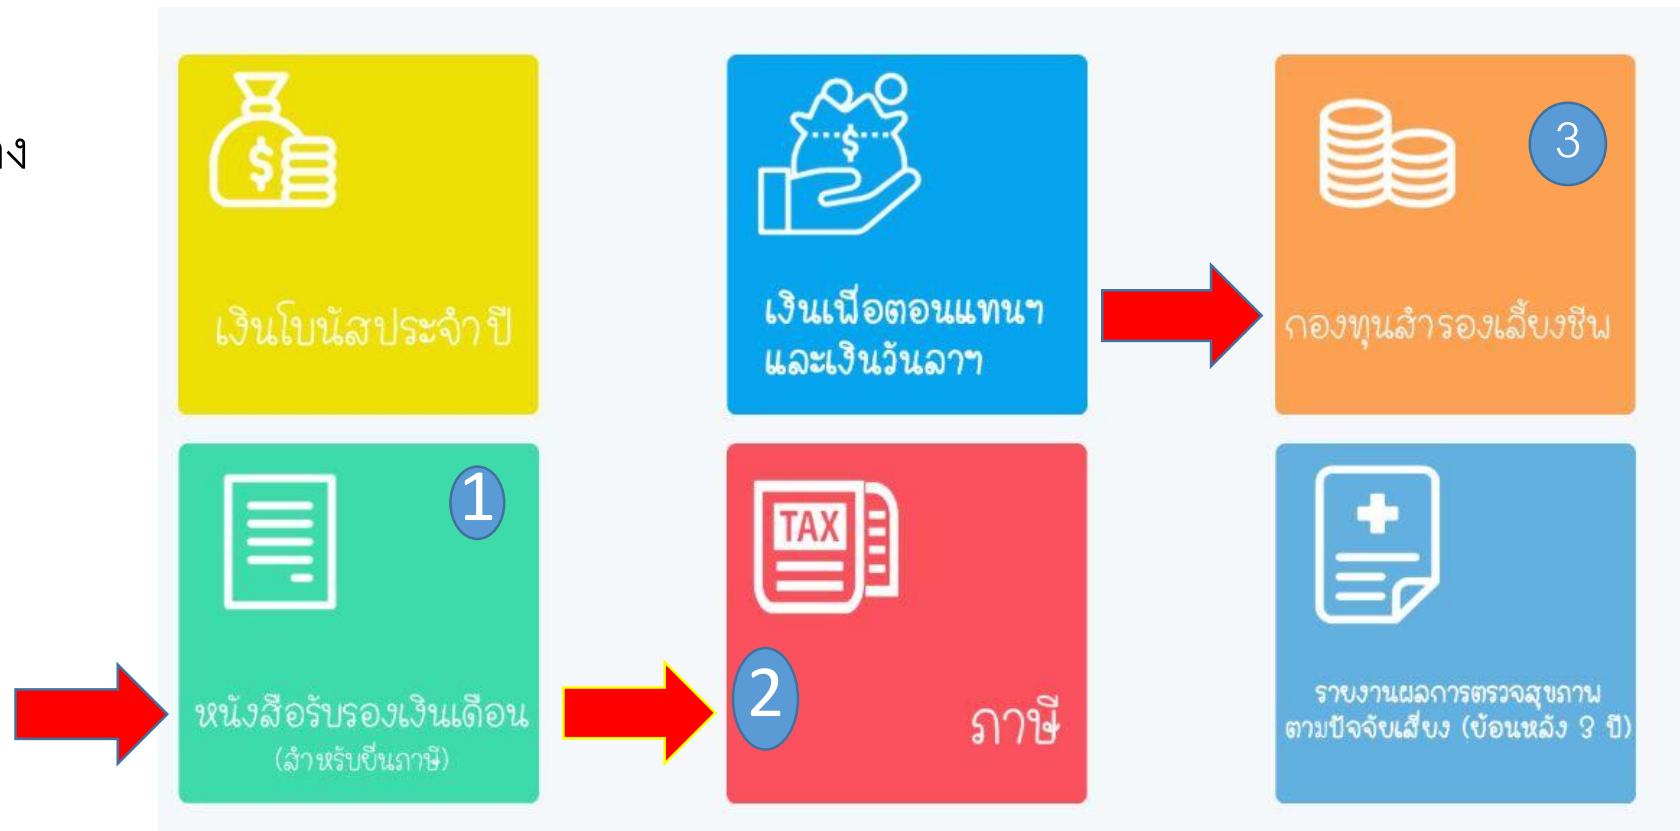 3
เงินโบนัสประจำปี
เงินเพื่อตอบแทนฯ
และเงินวันลาฯ
กองทุนสำรองเลี้ยงชีพ
1
หนังสือรับรองเงินเดือน
(สำหรับยื่นภาษี)
TAX
2
ภาษี
รายงานผลการตรวจสุขภาพ
ตามปัจจัยเสี่ยง (ย้อนหลัง 3 ปี)